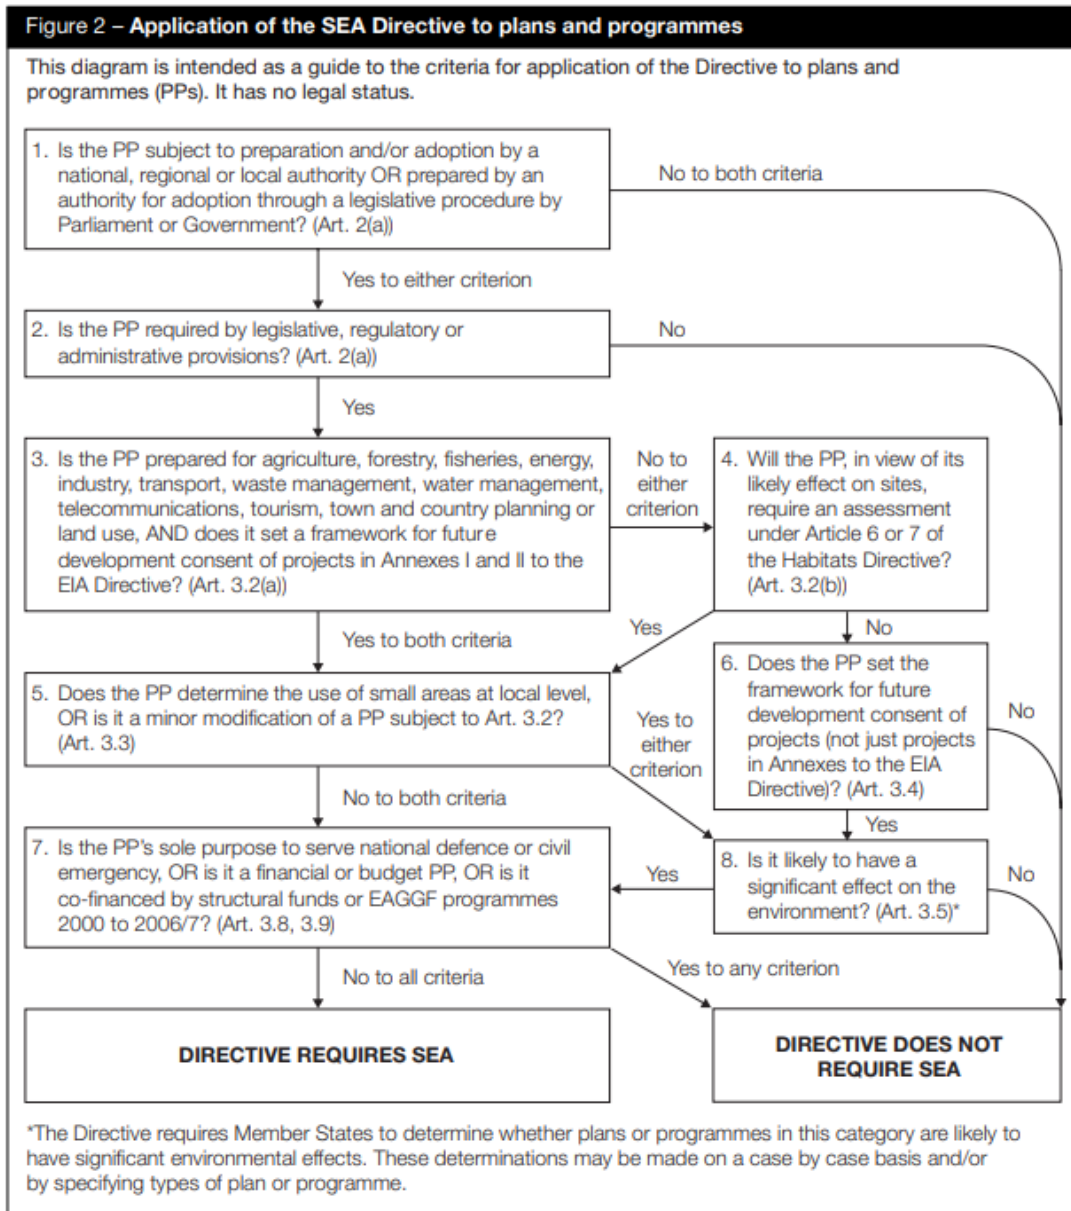 Figure 2 – Application of the SEA Directive to plans and programmes
This diagram is intended as a guide to the criteria for application of the Directive to plans and
programmes (PPs). It has no legal status.
1. Is the PP subject to preparation and/or adoption by a
national, regional or local authority OR prepared by an
authority for adoption through a legislative procedure by
Parliament or Government? (Art. 2(a))
No to both criteria
Yes to either criterion
2. Is the PP required by legislative, regulatory or
administrative provisions? (Art. 2(a))
No
Yes
3. Is the PP prepared for agriculture, forestry, fisheries, energy,
industry, transport, waste management, water management,
telecommunications, tourism, town and country planning or
land use, AND does it set a framework for future
development consent of projects in Annexes I and II to the
EIA Directive? (Art. 3.2(a))
No to
either
criterion
4. Will the PP, in view of its
likely effect on sites,
require an assessment
under Article 6 or 7 of
the Habitats Directive?
(Art. 3.2(b))
Yes to both criteria
Yes
No
5. Does the PP determine the use of small areas at local level,
OR is it a minor modification of a PP subject to Art. 3.2?
(Art. 3.3)
Yes to
either
criterion
6. Does the PP set the
framework for future
development consent of
projects (not just projects
in Annexes to the EIA
Directive)? (Art. 3.4)
No
No to both criteria
Yes
7. Is the PP's sole purpose to serve national defence or civil
emergency, OR is it a financial or budget PP, OR is it
co-financed by structural funds or EAGGF programmes
2000 to 2006/7? (Art. 3.8, 3.9)
Yes
8. Is it likely to have a
significant effect on the
environment? (Art. 3.5)*
No
No to all criteria
Yes to any criterion
DIRECTIVE REQUIRES SEA
DIRECTIVE DOES NOT
REQUIRE SEA
*The Directive requires Member States to determine whether plans or programmes in this category are likely to
have significant environmental effects. These determinations may be made on a case by case basis and/or
by specifying types of plan or programme.